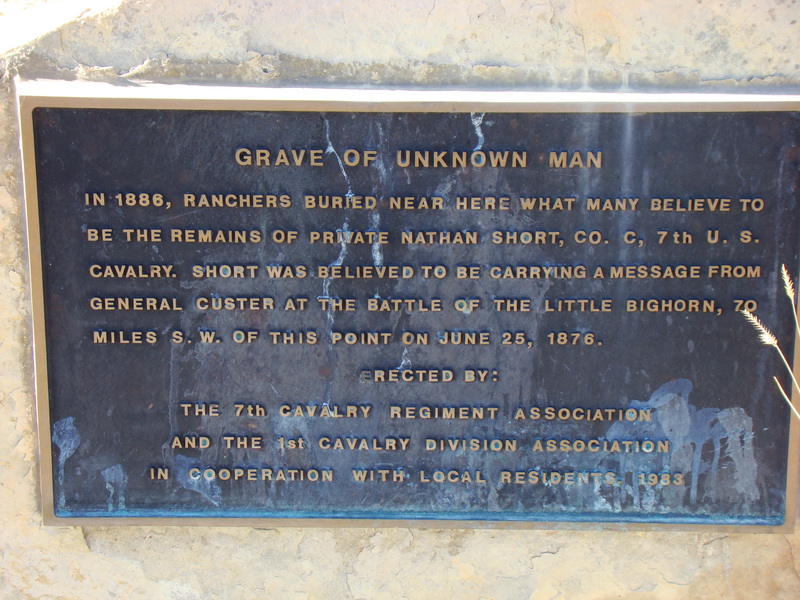 GRAVE OF UNKNOWN MAN
IN 1886, RANCHERS BURIED NEAR HERE WHAT MANY BELIEVE TO
BE THE REMAINS OF PRIVATE NATHAN SHORT, CO. C, 7th U. S.
CAVALRY. SHORT WAS BELIEVED TO BE CARRYING A MESSAGE FROM
GENERAL CUSTER AT THE BATTLE OF THE LITTLE BIGHORN, 70
MILES S. W. OF THIS POINT ON JUNE 25, 1876.
ERECTED BY:
THE 7th CAVALRY REGIMENT ASSOCIATION
AND THE 1st CAVALRY DIVISION ASSOCIATION
IN COOPERATION WITH LOCAL RESIDENTS. 1983